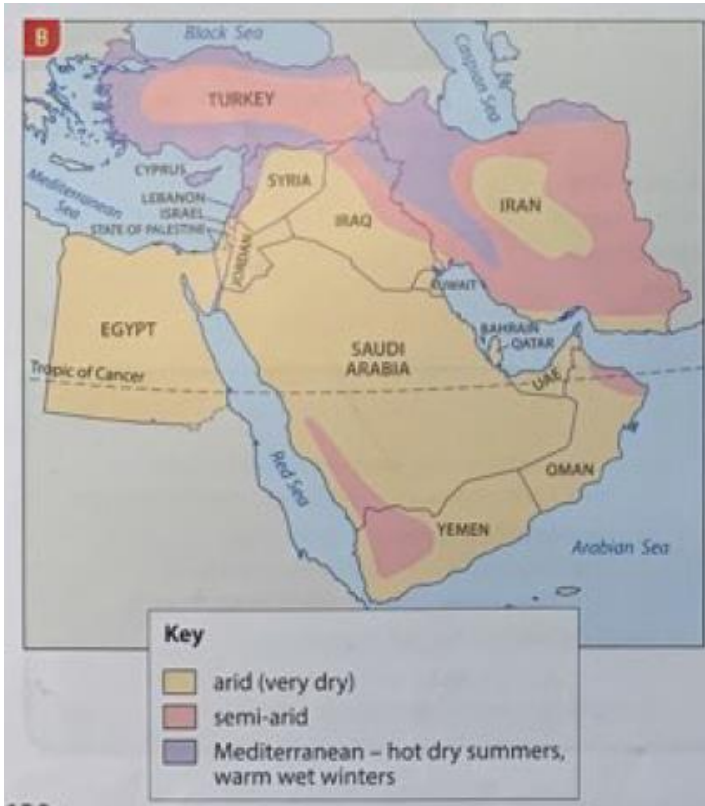 B
Black Sea
Caspian Sea
TURKEY
CYPRUS
SYRIA
Mediterranean
Sea
LEBANON
ISRAEL
STATE OF PALESTINE
JORDAN
IRAQ
IRAN
KUWAIT
EGYPT
BAHRAIN
QATAR
SAUDI
ARABIA
Tropic of Cancer
UAE
Red Sea
OMAN
YEMEN
Arabian Sea
Key
arid (very dry)
semi-arid
Mediterranean – hot dry summers,
warm wet winters